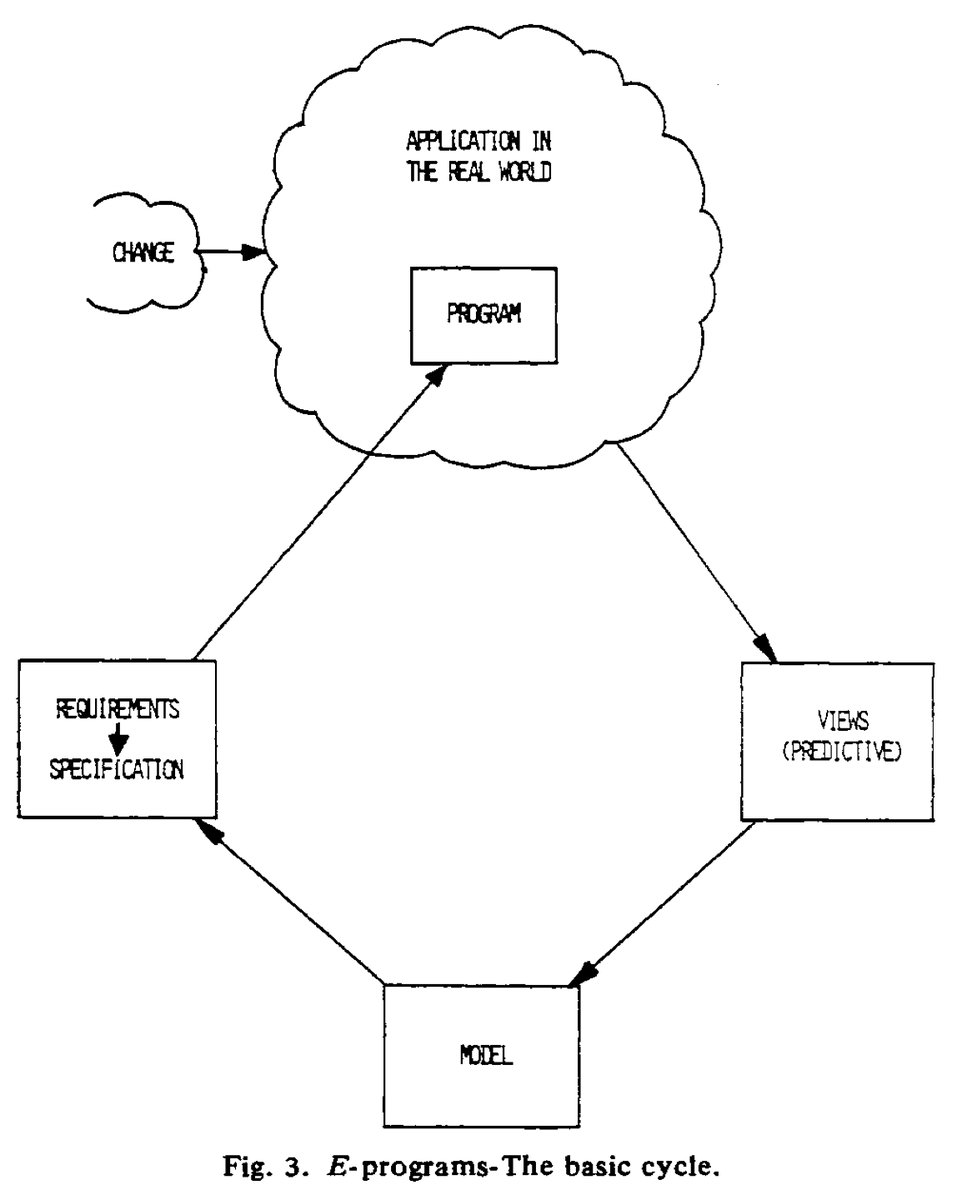 APPLICATION IN
THE REAL WORLD
CHANGE
PROGRAM
REQUIREMENTS
SPECIFICATION
VIEWS
(PREDICTIVE)
MODEL
Fig. 3. E-programs-The basic cycle.